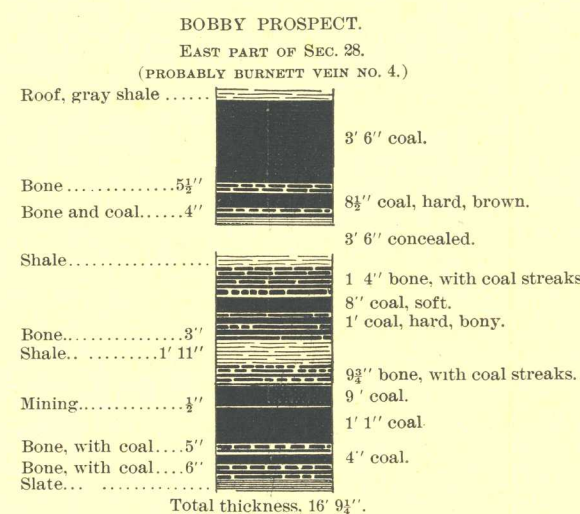 BOBBY PROSPECT.
EAST PART OF SEC. 28.
(PROBABLY BURNETT VEIN NO. 4.)
Roof, gray shale ......
3' 6'' coal.
Bone ..............5½''
8½'' coal, hard, brown.
Bone and coal......4''
3' 6'' concealed.
Shale.................
1 4'' bone, with coal streaks
8'' coal, soft.
1' coal, hard, bony.
Bone..............3''
Shale.. .........1' 11''
9¾'' bone, with coal streaks.
9 ' coal.
Mining............½''
1' 1'' coal
Bone, with coal....5''
4'' coal.
Bone, with coal....6''
Slate... ............
Total thickness. 16' 9¼''.